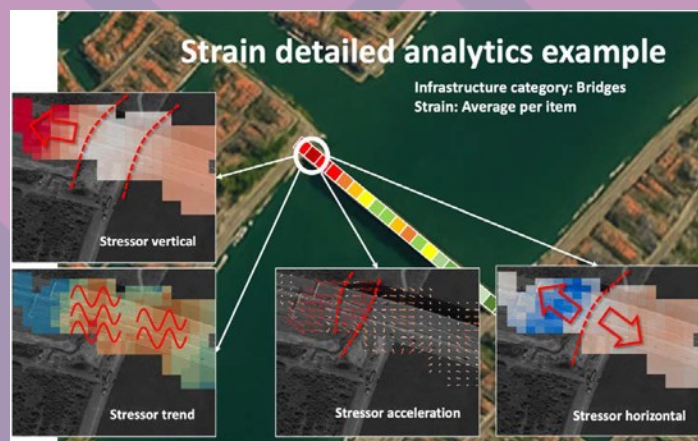 Strain detailed analytics example
Infrastructure category: Bridges
Strain: Average per item
Stressor vertical
Stressor trend
Stressor acceleration
Stressor horizontal